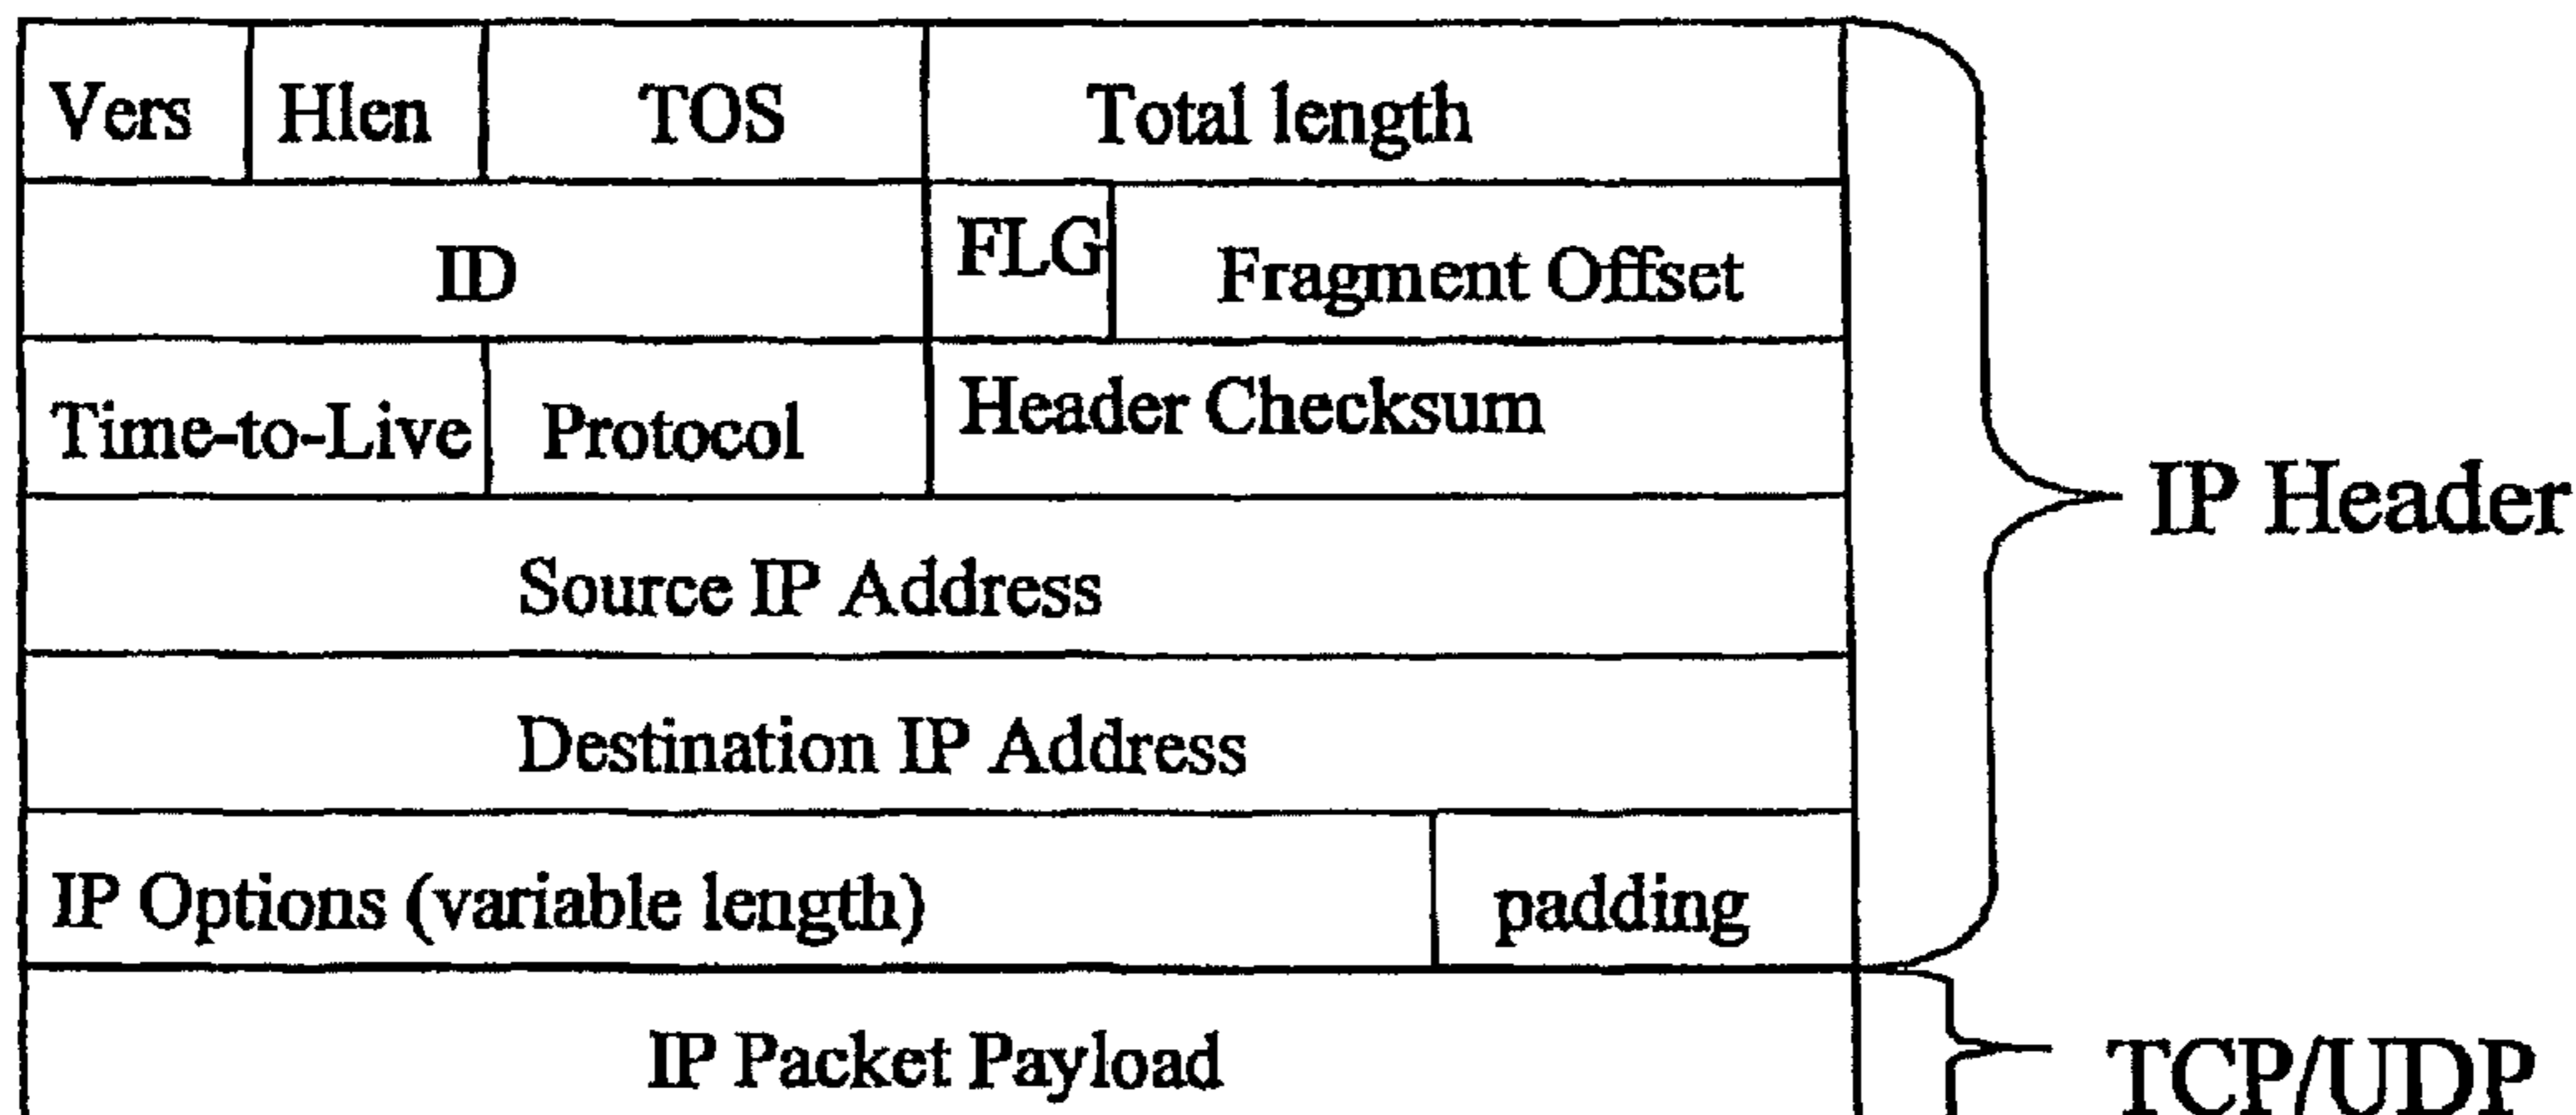 Vers Hlen TOS Total length
ID FLG Fragment Offset
Time-to-Live Protocol Header Checksum
IP Header
Source IP Address
Destination IP Address
IP Options (variable length) padding
IP Packet Payload
TCP/UDP